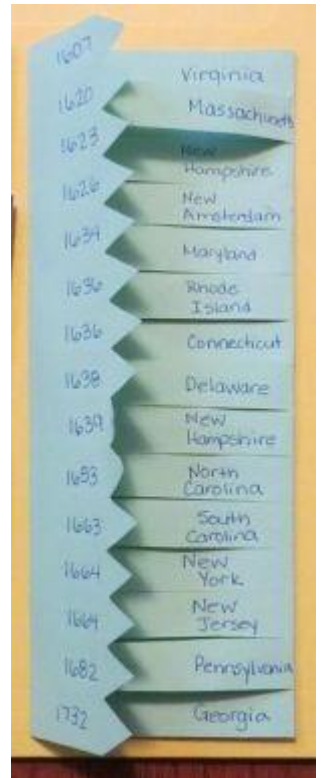 1607
Virginia
1620
Massachusetts
1623
New
Hampshire
1626
New
Amsterdam
1634
Maryland
1636
Rhode
Island
1636
Connecticut
1638
Delaware
1639
New
Hampshire
1653
North
Carolina
1663
South
Carolina
1664
New
York
1664
New
Jersey
1682
Pennsylvania
1732
Georgia